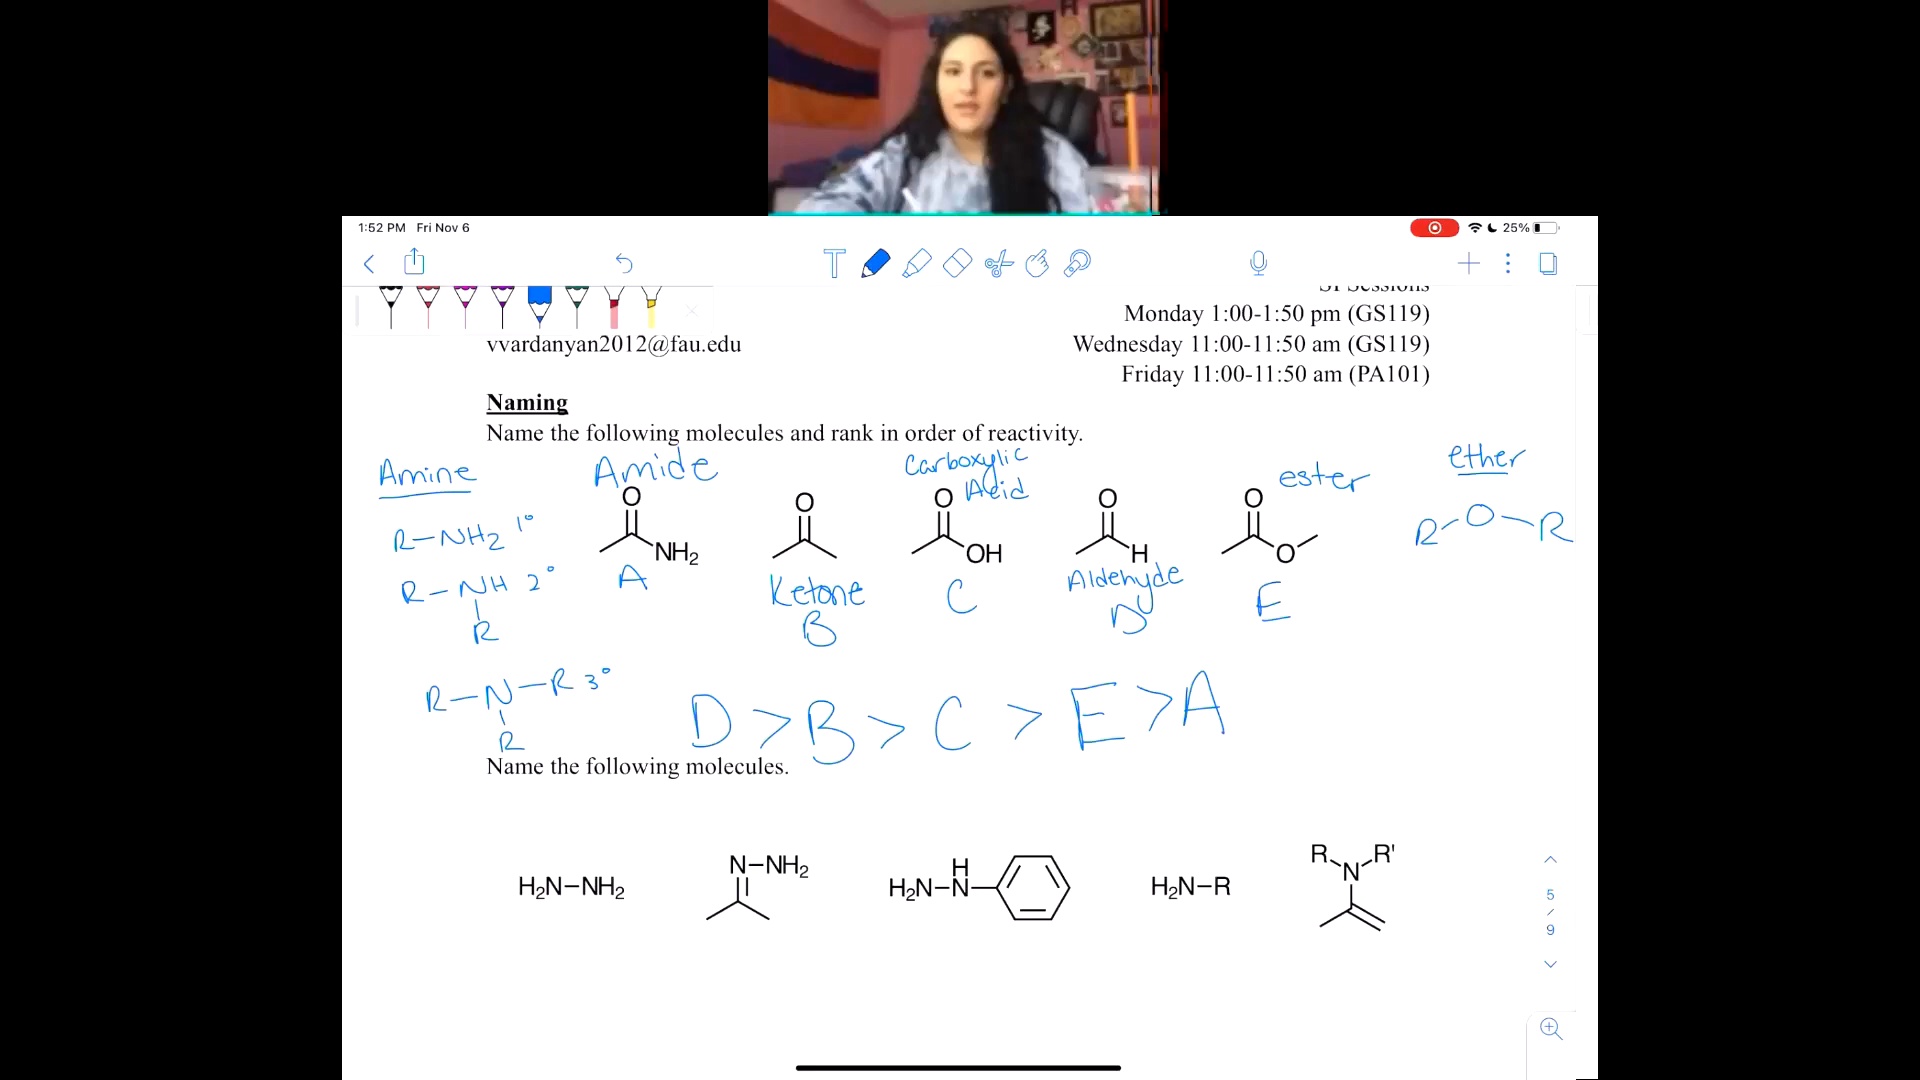 1:52 PM Fri Nov 6
25%
SI Sessions
Monday 1:00-1:50 pm (GS119)
vvardanyan2012@fau.edu
Wednesday 11:00-11:50 am (GS119)
Friday 11:00-11:50 am (PA101)
Naming
Name the following molecules and rank in order of reactivity.
Amine
Amide
Carboxylic
Acid
ester
ether
O
O
O
O
O
R-NH2 1°
NH2
OH
H
O
R-O-R
R-NH 2°
R
A
Ketone
B
C
Aldehyde
D
E
R-N-R 3°
R
D > B > C > E > A
Name the following molecules.
H2N-NH2
N-NH2
H
H2N-N
H2N-R
R R'
N
5
/
9